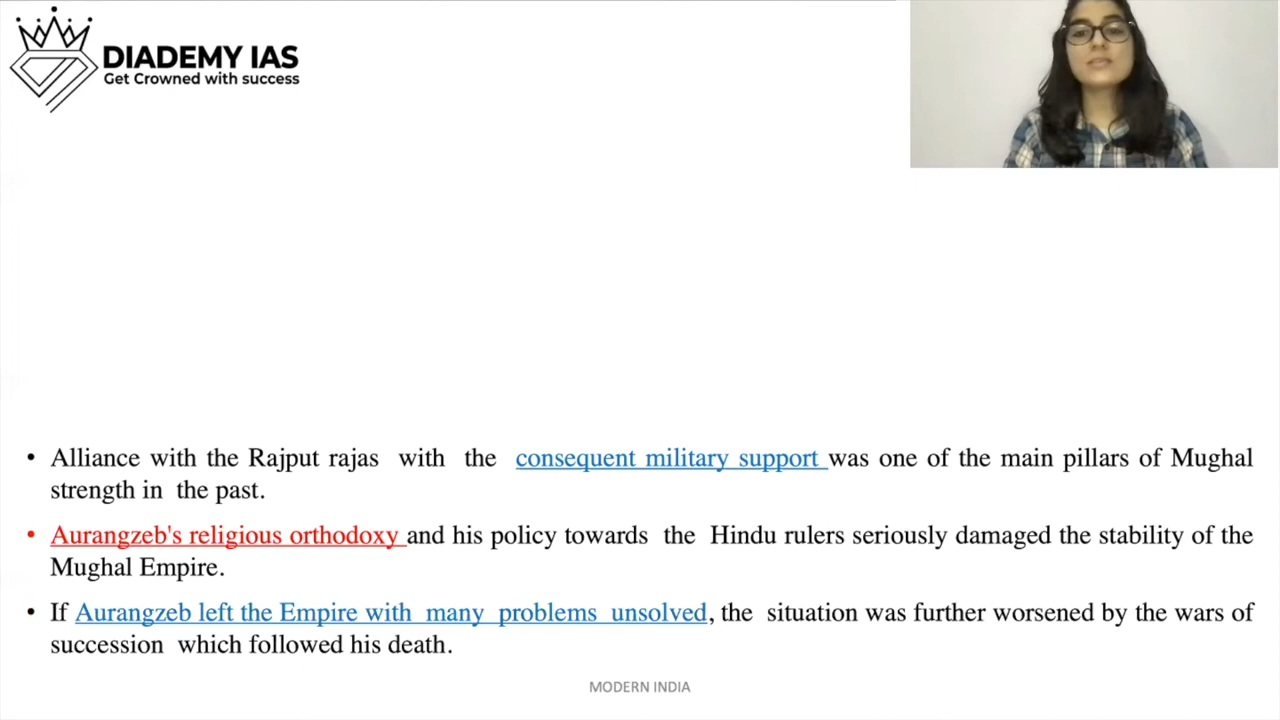 DIADEMY IAS
Get Crowned with success
• Alliance with the Rajput rajas with the consequent military support was one of the main pillars of Mughal
strength in the past.
• Aurangzeb's religious orthodoxy and his policy towards the Hindu rulers seriously damaged the stability of the
Mughal Empire.
• If Aurangzeb left the Empire with many problems unsolved, the situation was further worsened by the wars of
succession which followed his death.
MODERN INDIA